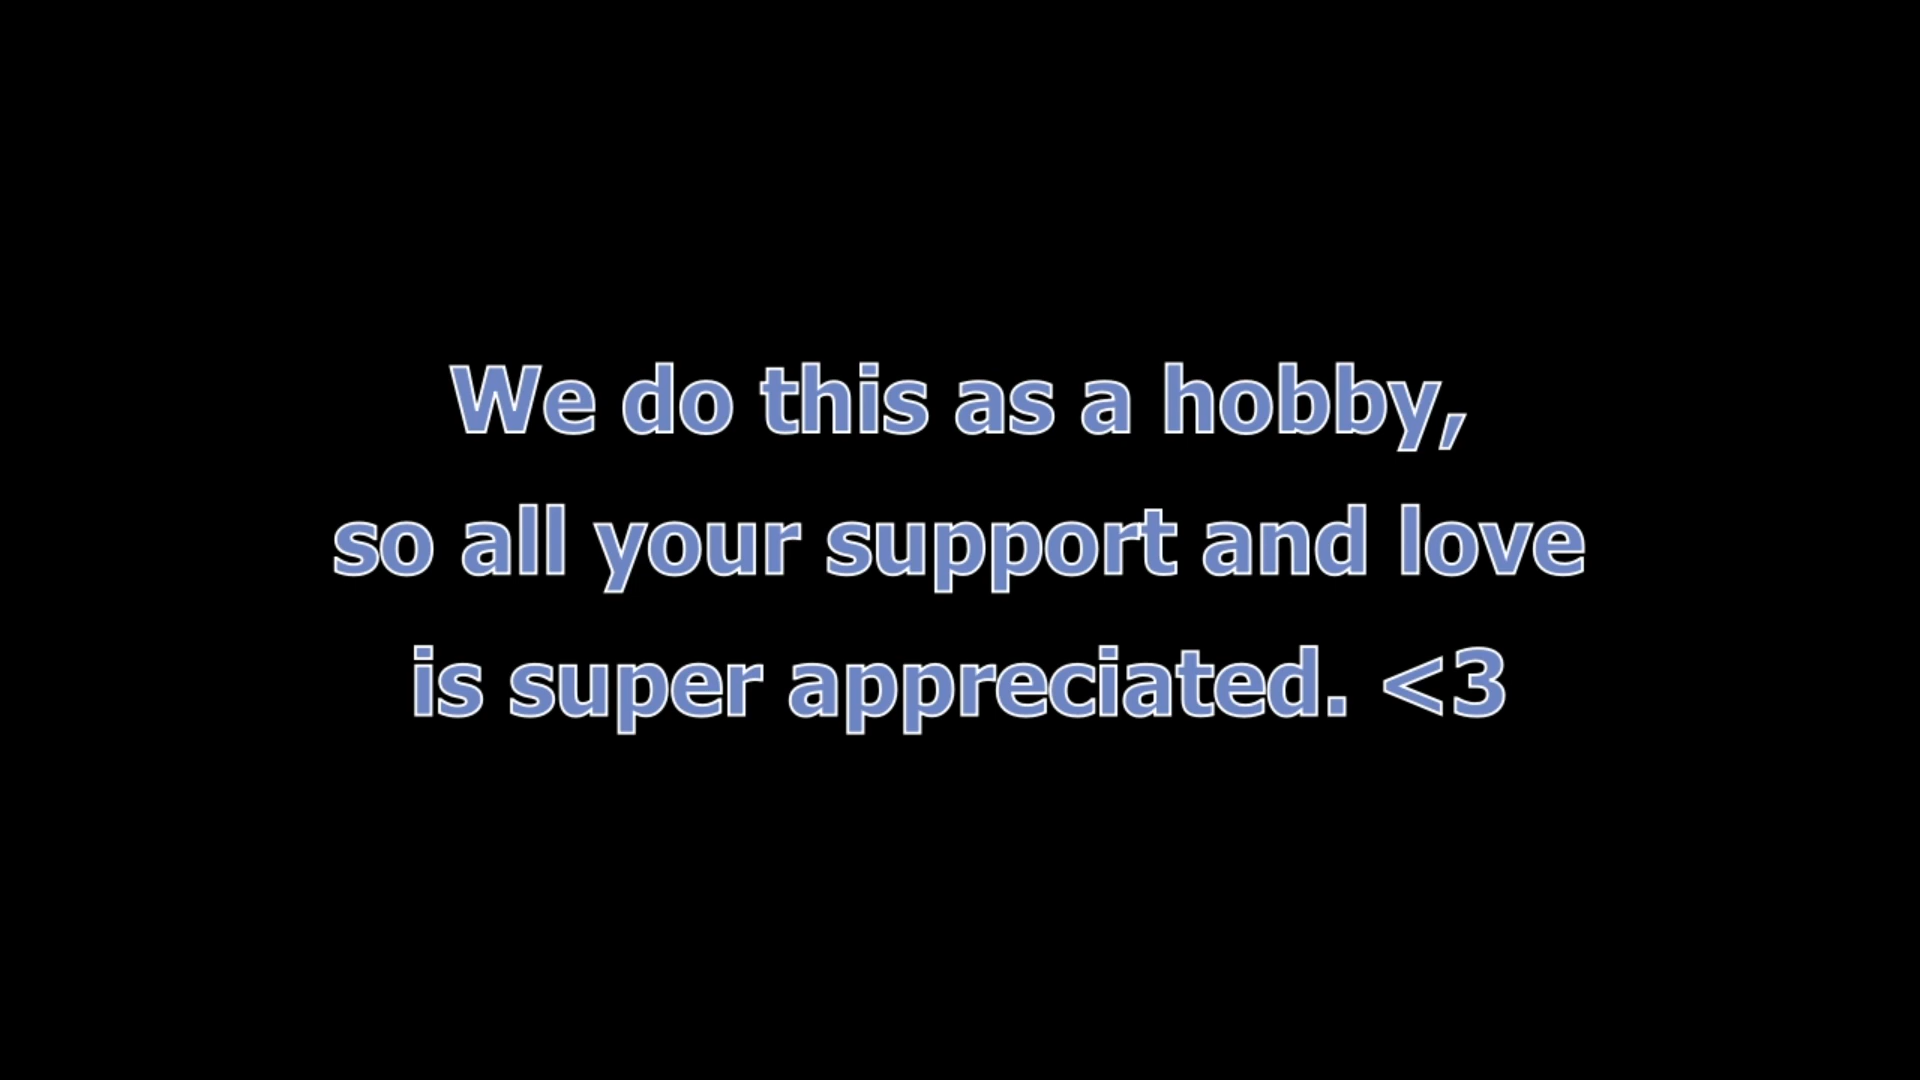 We do this as a hobby,
so all your support and love
is super appreciated. <3